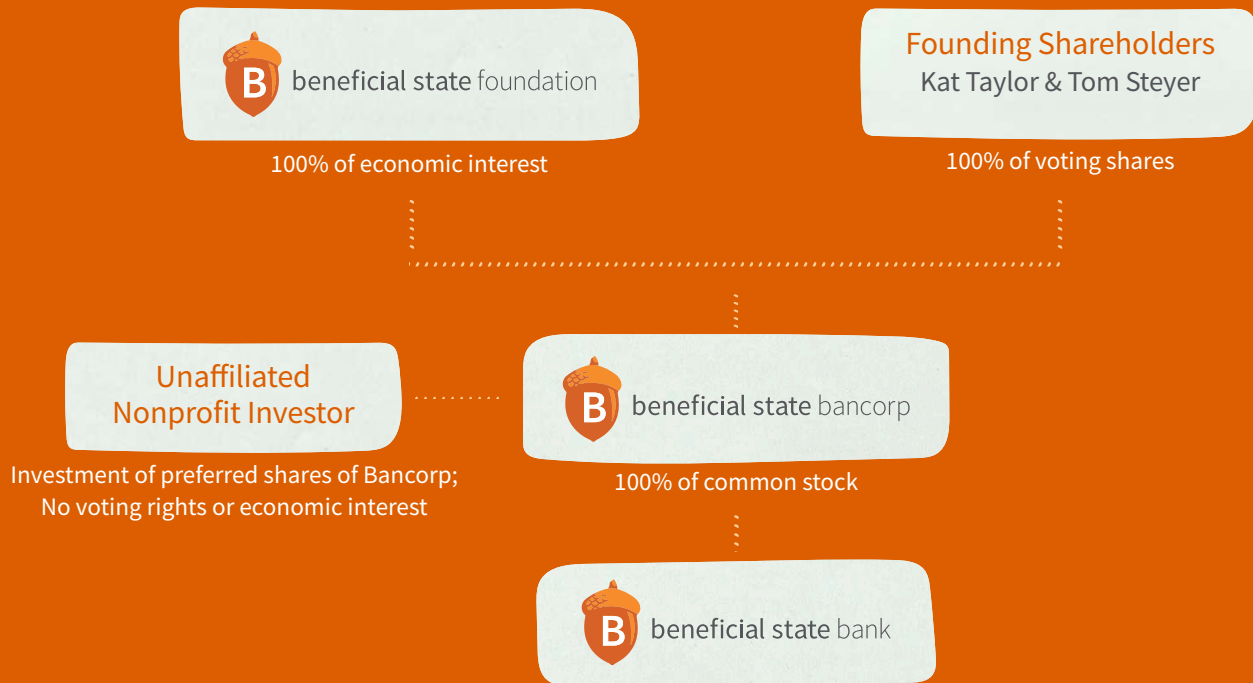 B beneficial state foundation
100% of economic interest
Founding Shareholders
Kat Taylor & Tom Steyer
100% of voting shares
Unaffiliated
Nonprofit Investor
Investment of preferred shares of Bancorp;
No voting rights or economic interest
B beneficial state bancorp
100% of common stock
B beneficial state bank